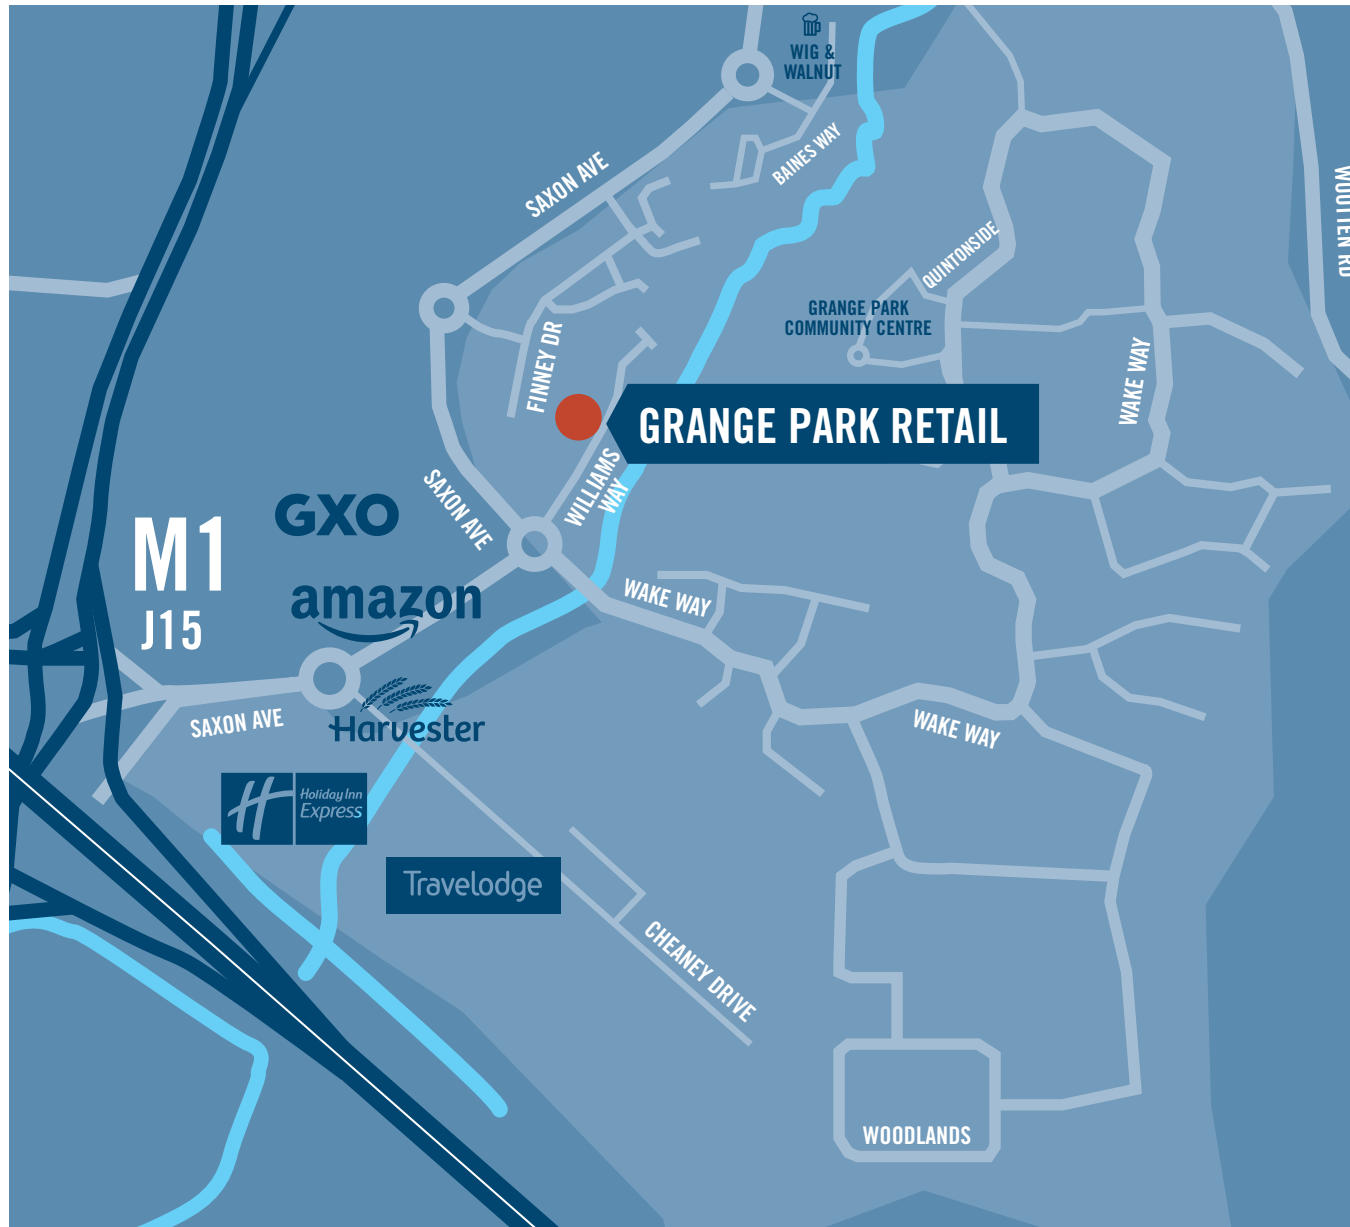 WIG &
WALNUT
BAINES WAY
SAXON AVE
WOOTTEN RD
QUINTONSIDE
GRANGE PARK
COMMUNITY CENTRE
FINNEY DR
WAKE WAY
GRANGE PARK RETAIL
WILLIAMS
WAY
SAXON AVE
GXO
M1
J15
amazon
WAKE WAY
Harvester
SAXON AVE
WAKE WAY
Holiday Inn
Express
Travelodge
CHEANEY DRIVE
WOODLANDS